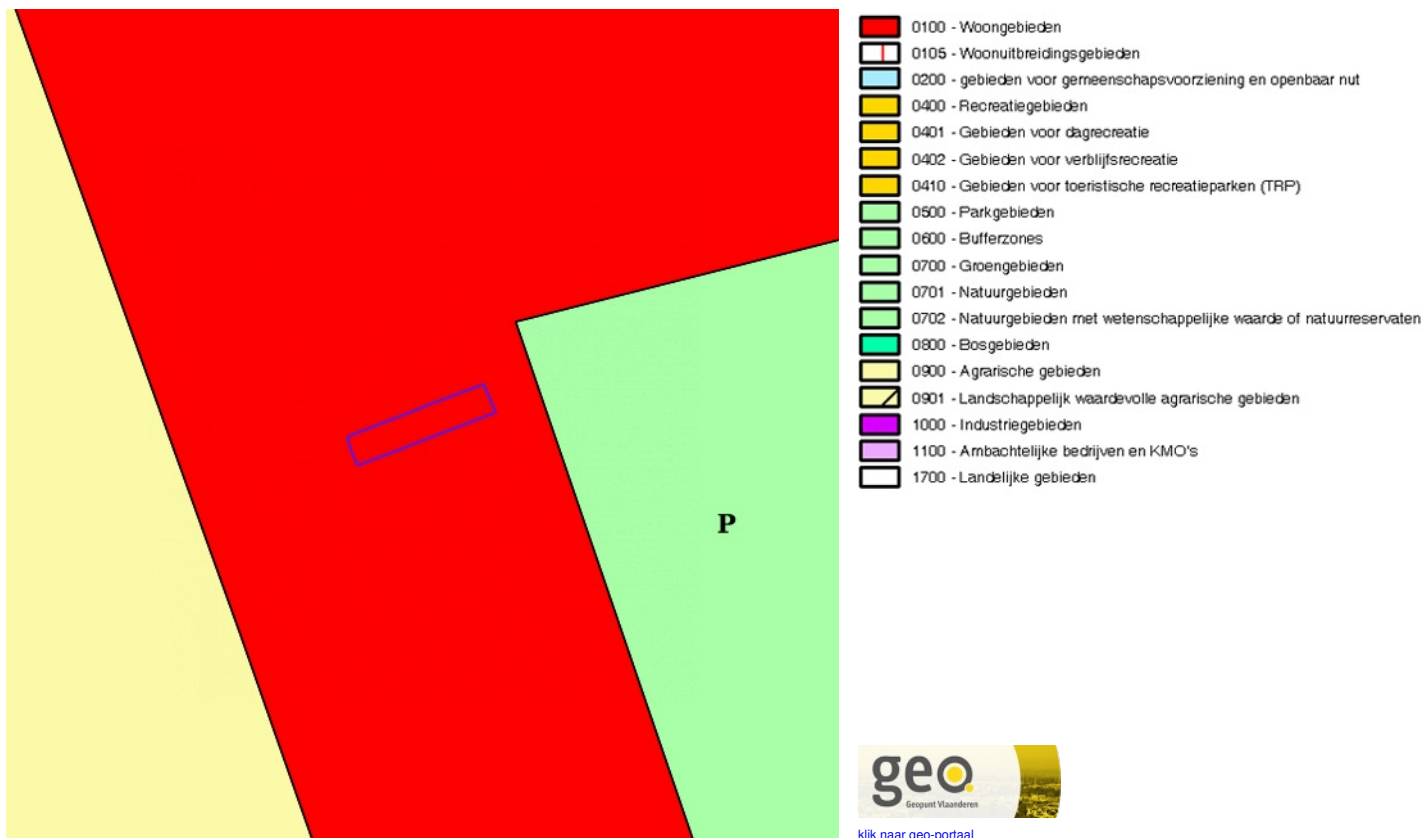 P
0100 - Woongebieden
0105 - Woonuitbreidingsgebieden
0200 - gebieden voor gemeenschapsvoorziening en openbaar nut
0400 - Recreatiegebieden
0401 - Gebieden voor dagrecreatie
0402 - Gebieden voor verblijfsrecreatie
0410 - Gebieden voor toeristische recreatieparken (TRP)
0500 - Parkgebieden
0600 - Bufferzones
0700 - Groengebieden
0701 - Natuurgebieden
0702 - Natuurgebieden met wetenschappelijke waarde of natuurreservaten
0800 - Bosgebieden
0900 - Agrarische gebieden
0901 - Landschappelijk waardevolle agrarische gebieden
1000 - Industriegebieden
1100 - Ambachtelijke bedrijven en KMO's
1700 - Landelijke gebieden
geo.
Geopunt Vlaanderen
klik naar geo-portaal